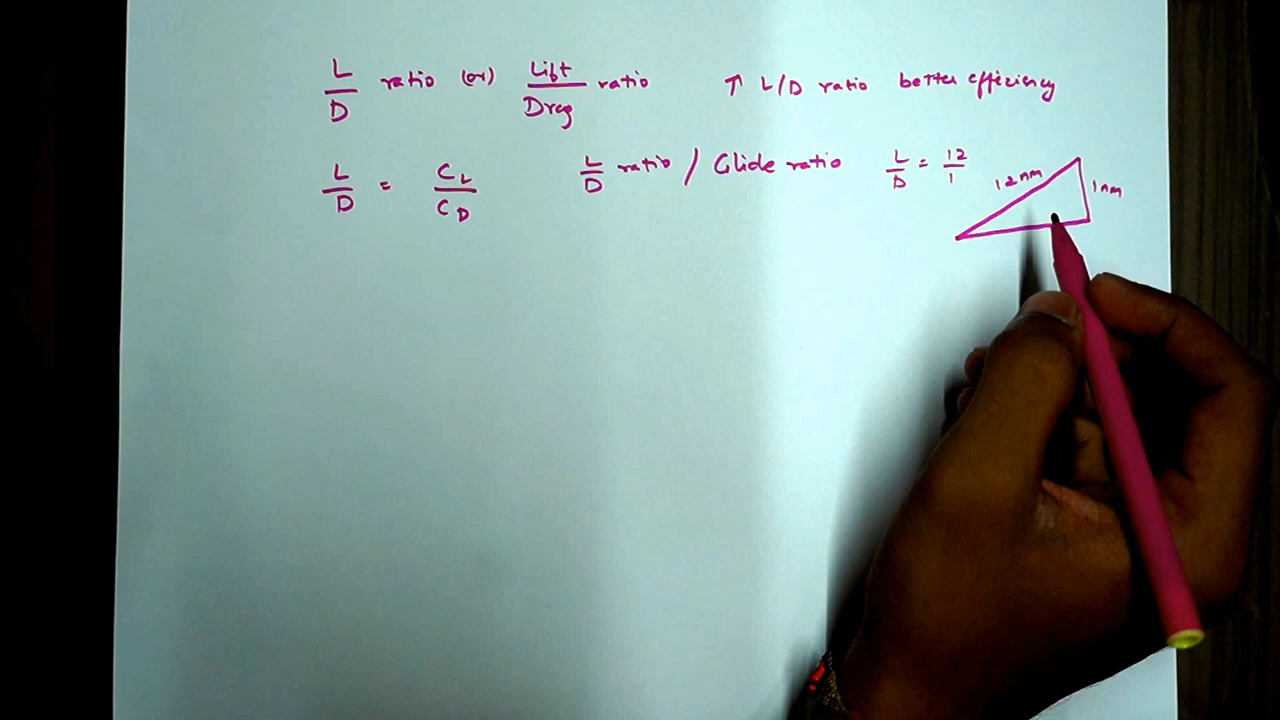 L/D ratio (or) Lift/Drag ratio ↑ L/D ratio better efficiency
L/D = CL/CD L/D ratio / Glide ratio L/D = 12/1 12nm 1nm